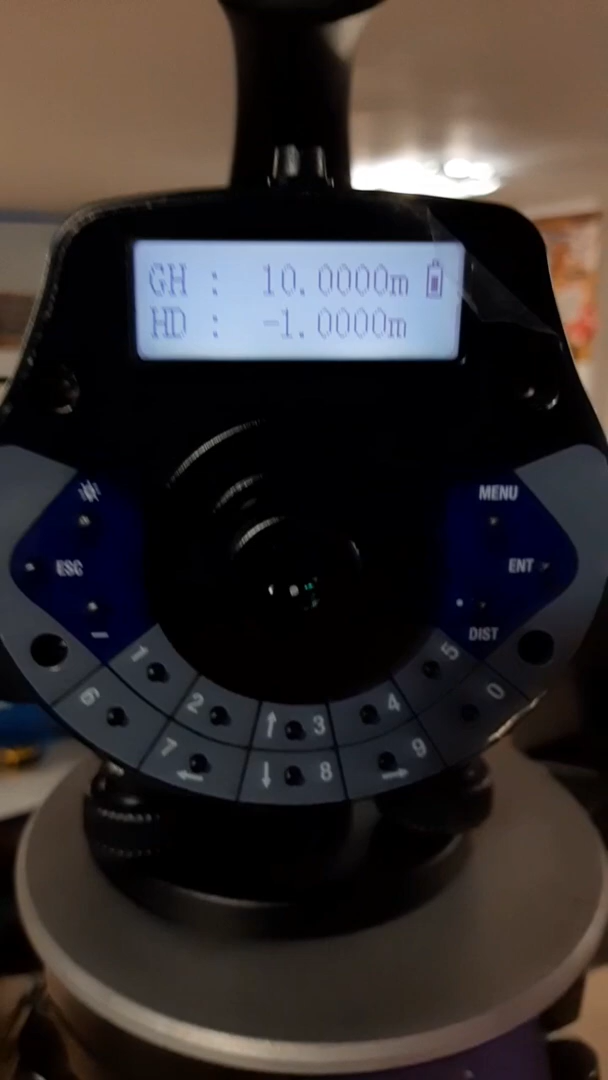 GH : 10.0000m
HD : -1.0000m
MENU
ESC
ENT
DIST
1
2
↑ 3
4
5
6
7 ←
↓ 8
9 →
0